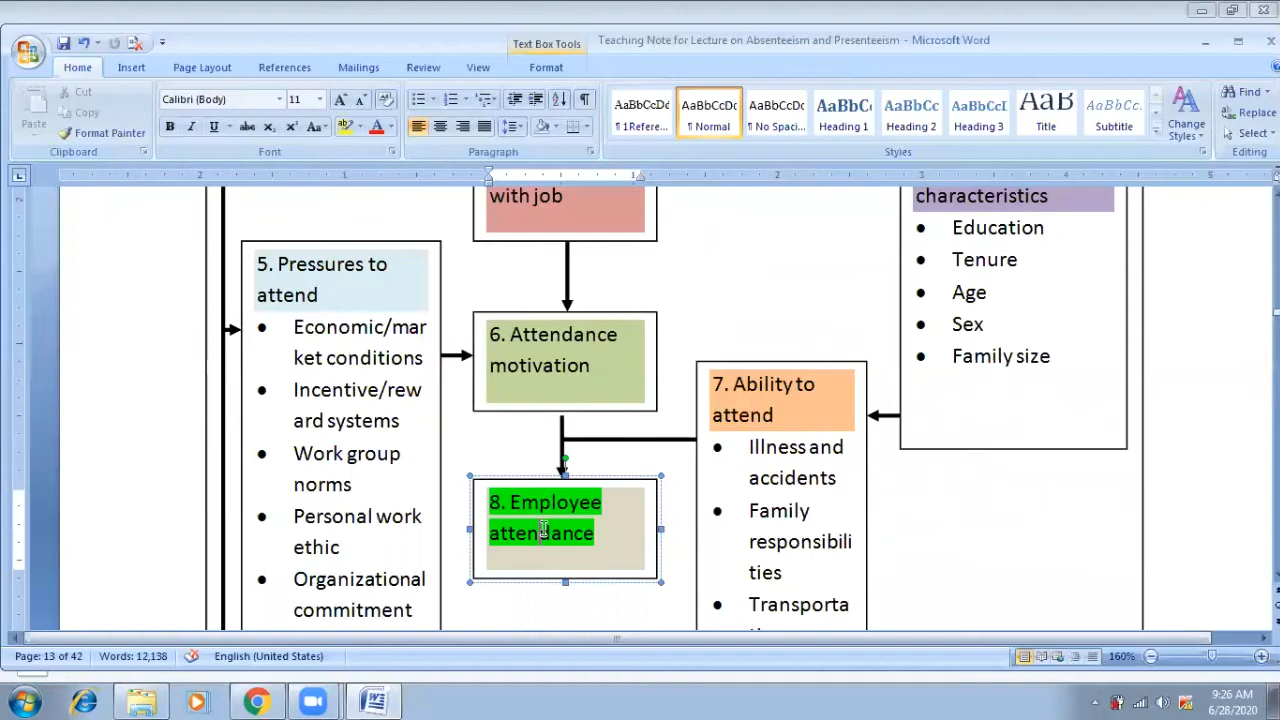 Text Box Tools
Teaching Note for Lecture on Absenteeism and Presenteeism - Microsoft Word
Home
Insert
Page Layout
References
Mailings
Review
View
Format
Paste
Cut
Copy
Format Painter
Clipboard
Calibri (Body)
11
Font
Paragraph
AaBbCcDd
¶ 1Refere...
AaBbCcDc
¶ Normal
AaBbCcDc
¶ No Spaci...
AaBbCc
Heading 1
AaBbCc
Heading 2
AaBbCcI
Heading 3
AaB
Title
AaBbCc.
Subtitle
Change
Styles
Styles
Find
Replace
Select
Editing
with job
characteristics
• Education
• Tenure
• Age
• Sex
• Family size
5. Pressures to
attend
• Economic/mar
ket conditions
• Incentive/rew
ard systems
• Work group
norms
• Personal work
ethic
• Organizational
commitment
6. Attendance
motivation
7. Ability to
attend
• Illness and
accidents
• Family
responsibili
ties
• Transporta
8. Employee
attendance
Page: 13 of 42
Words: 12,138
English (United States)
160%
9:26 AM
6/28/2020